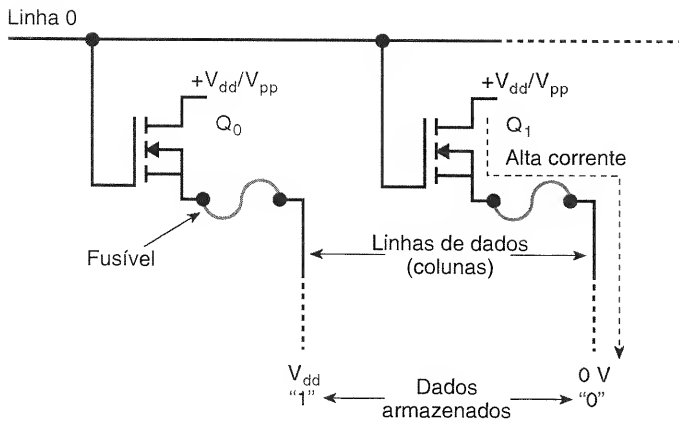 Linha 0
+Vdd/Vpp
+Vdd/Vpp
Q0
Q1
Alta corrente
Fusível
Linhas de dados
(colunas)
Vdd
"1"
Dados
armazenados
0 V
"0"